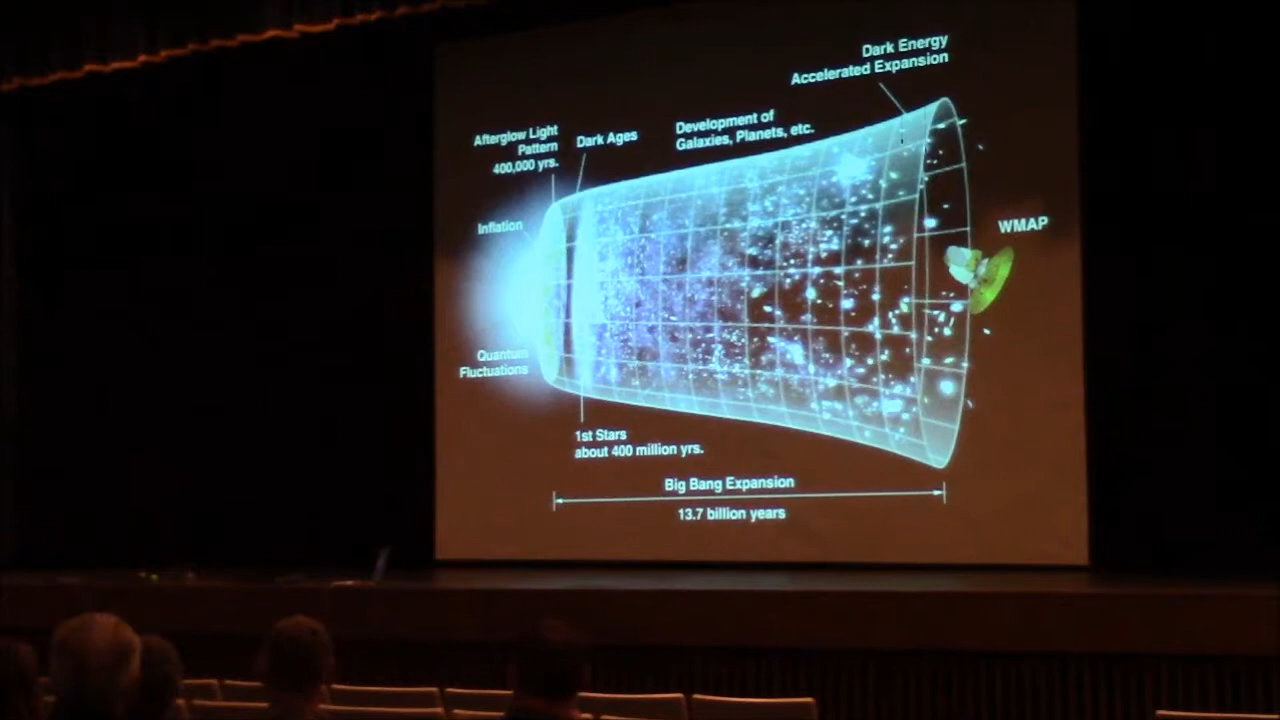 Dark Energy
Accelerated Expansion
Afterglow Light
Pattern
400,000 yrs.
Dark Ages
Development of
Galaxies, Planets, etc.
Inflation
WMAP
Quantum
Fluctuations
1st Stars
about 400 million yrs.
Big Bang Expansion
13.7 billion years